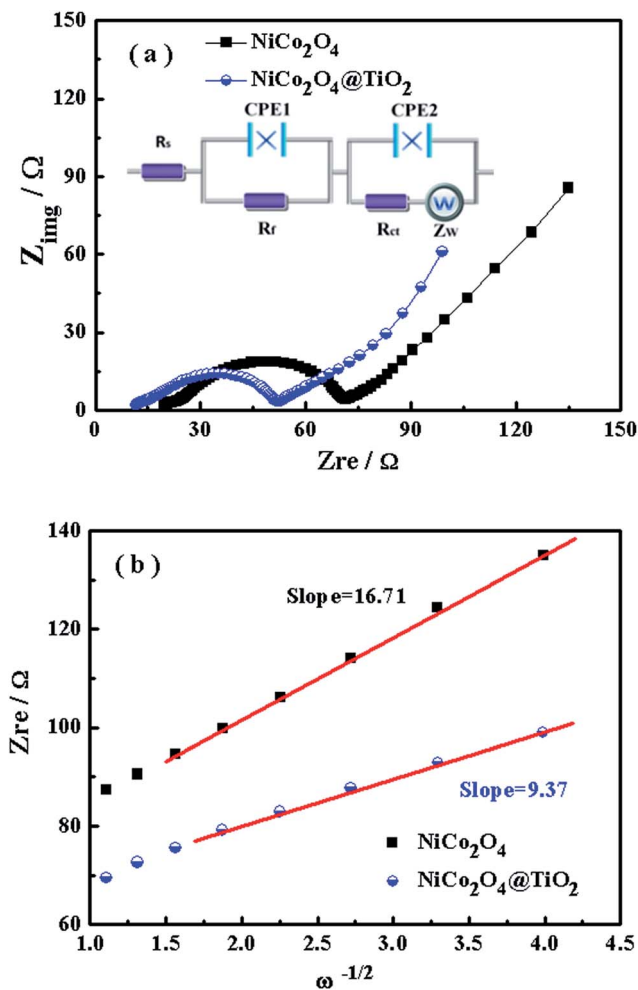 150
120
90
60
30
0
Z_img / Ω
( a )
NiCo₂O₄
NiCo₂O₄@TiO₂
CPE1
CPE2
Rs
Rf
Rct
W
Zw
0 30 60 90 120 150
Zre / Ω
140
120
100
80
60
Zre / Ω
( b )
Slope=16.71
Slope=9.37
NiCo₂O₄
NiCo₂O₄@TiO₂
1.0 1.5 2.0 2.5 3.0 3.5 4.0 4.5
ω -1/2